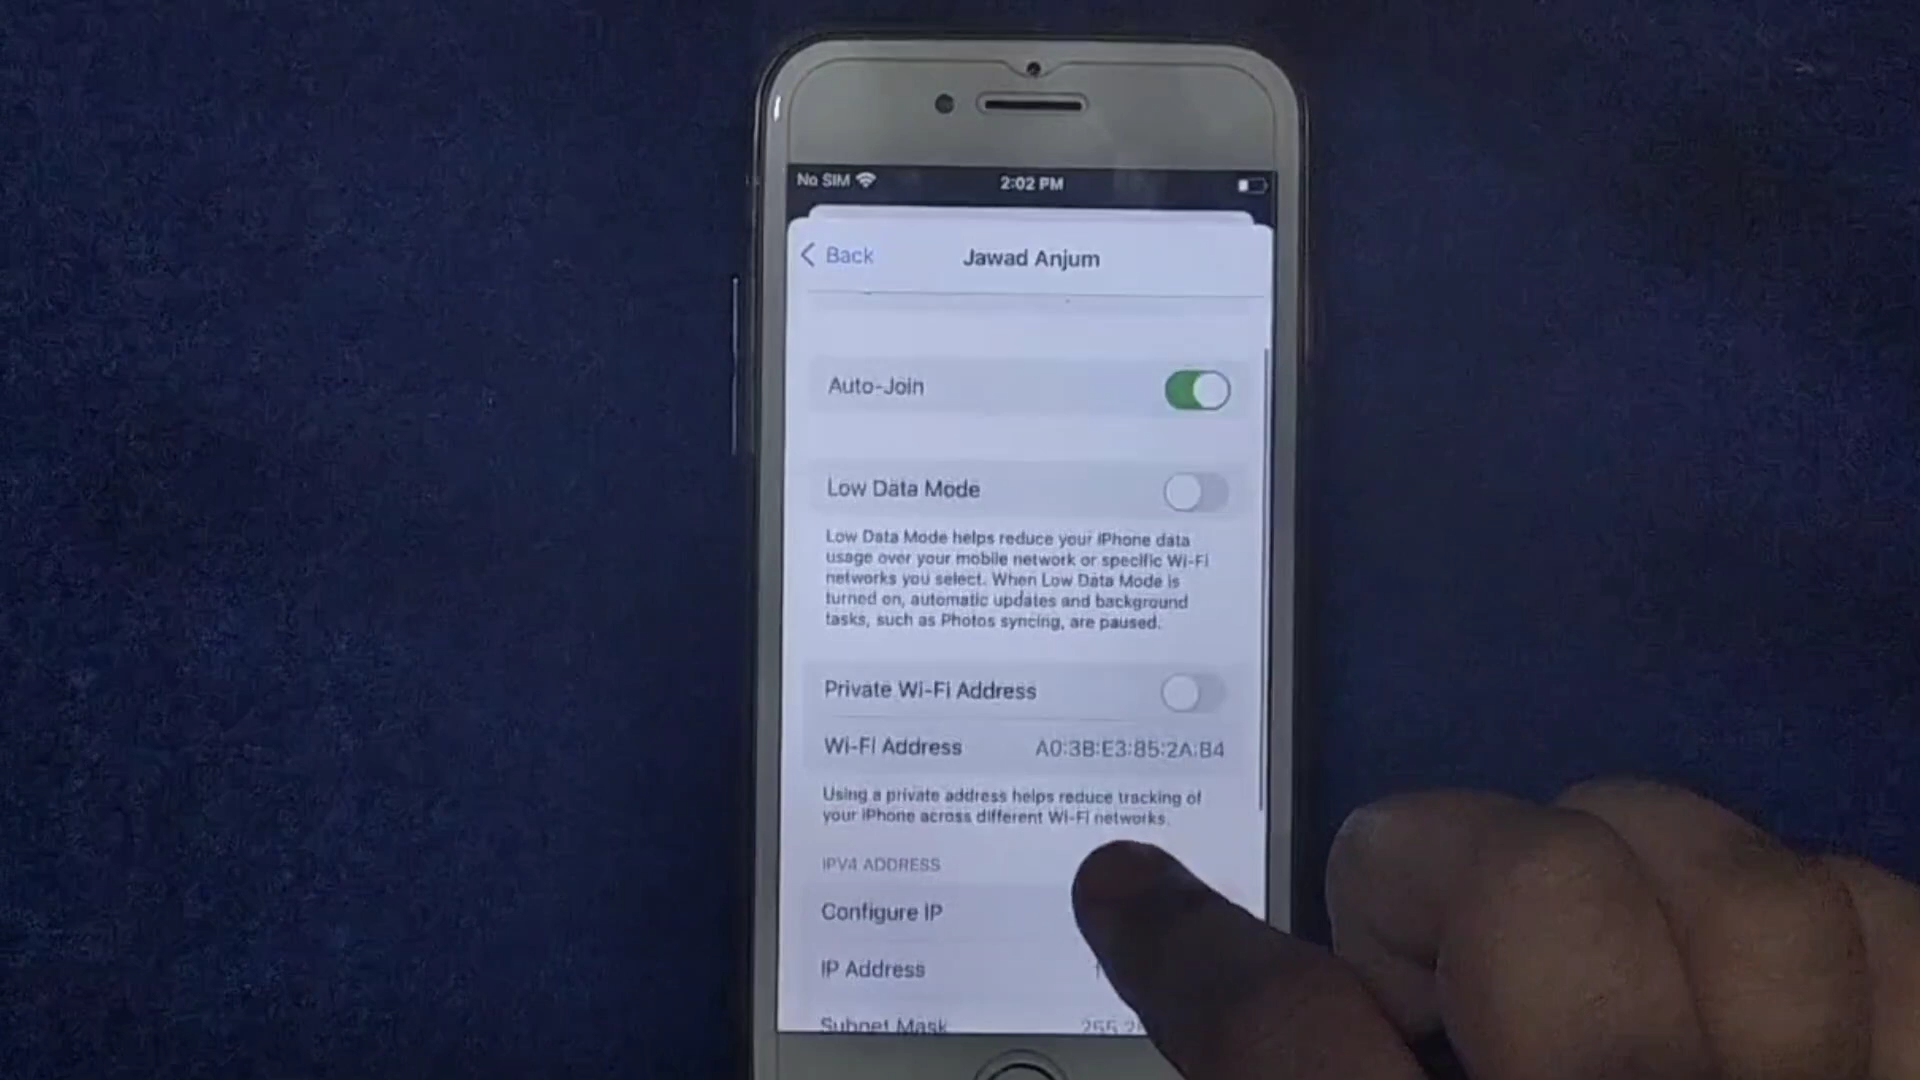 No SIM
2:02 PM
Back
Jawad Anjum
Auto-Join
Low Data Mode
Low Data Mode helps reduce your iPhone data
usage over your mobile network or specific Wi-Fi
networks you select. When Low Data Mode is
turned on, automatic updates and background
tasks, such as Photos syncing, are paused.
Private Wi-Fi Address
Wi-Fi Address A0:3B:E3:85:2A:B4
Using a private address helps reduce tracking of
your iPhone across different Wi-Fi networks.
IPV4 ADDRESS
Configure IP
IP Address
Subnet Mask